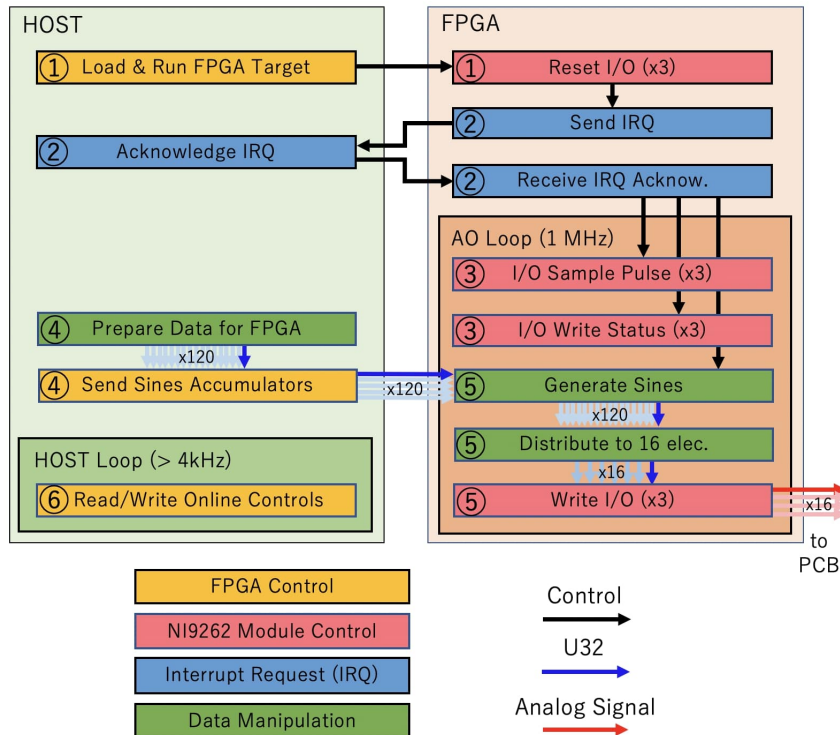 HOST
FPGA
① Load & Run FPGA Target
① Reset I/O (x3)
② Send IRQ
② Acknowledge IRQ
② Receive IRQ Acknow.
AO Loop (1 MHz)
③ I/O Sample Pulse (x3)
③ I/O Write Status (x3)
④ Prepare Data for FPGA
x120
④ Send Sines Accumulators
x120
⑤ Generate Sines
x120
⑤ Distribute to 16 elec.
x16
⑤ Write I/O (x3)
x16
to
PCB
HOST Loop (> 4kHz)
⑥ Read/Write Online Controls
FPGA Control
NI9262 Module Control
Interrupt Request (IRQ)
Data Manipulation
Control
U32
Analog Signal